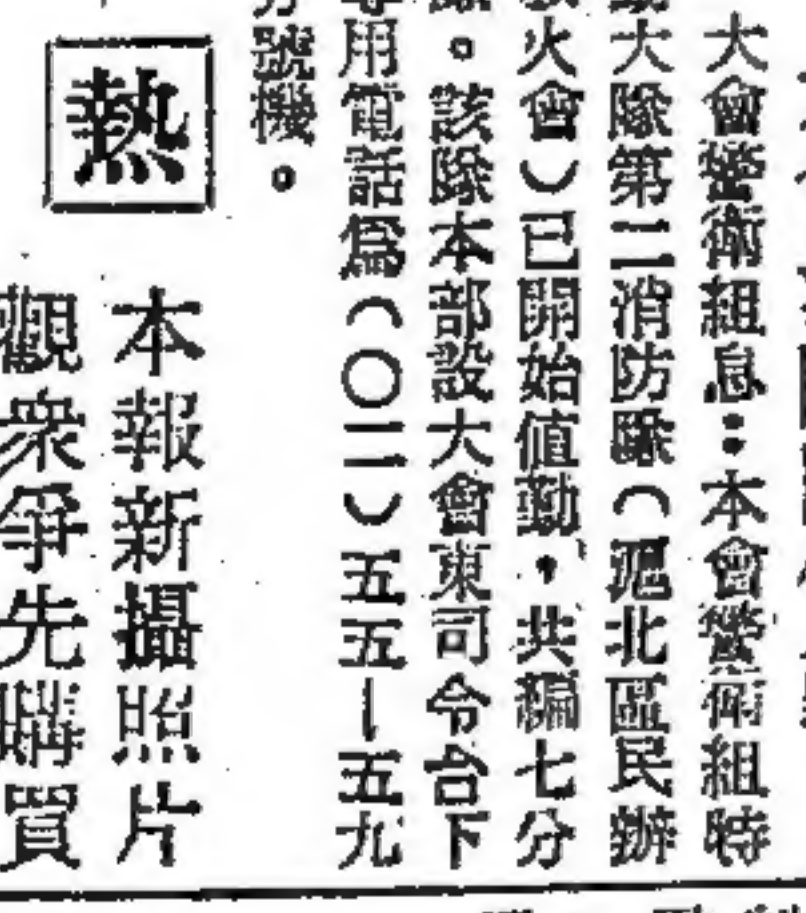 大會警衛組息：本會警衛組特
大隊第二消防隊（滬北區民辦
火會）已開始值勤，共編七分
。該隊本部設大會東司令台下
用電話爲（〇二）五五－五九
號機。
熱
本報新攝照片
觀衆爭先購買